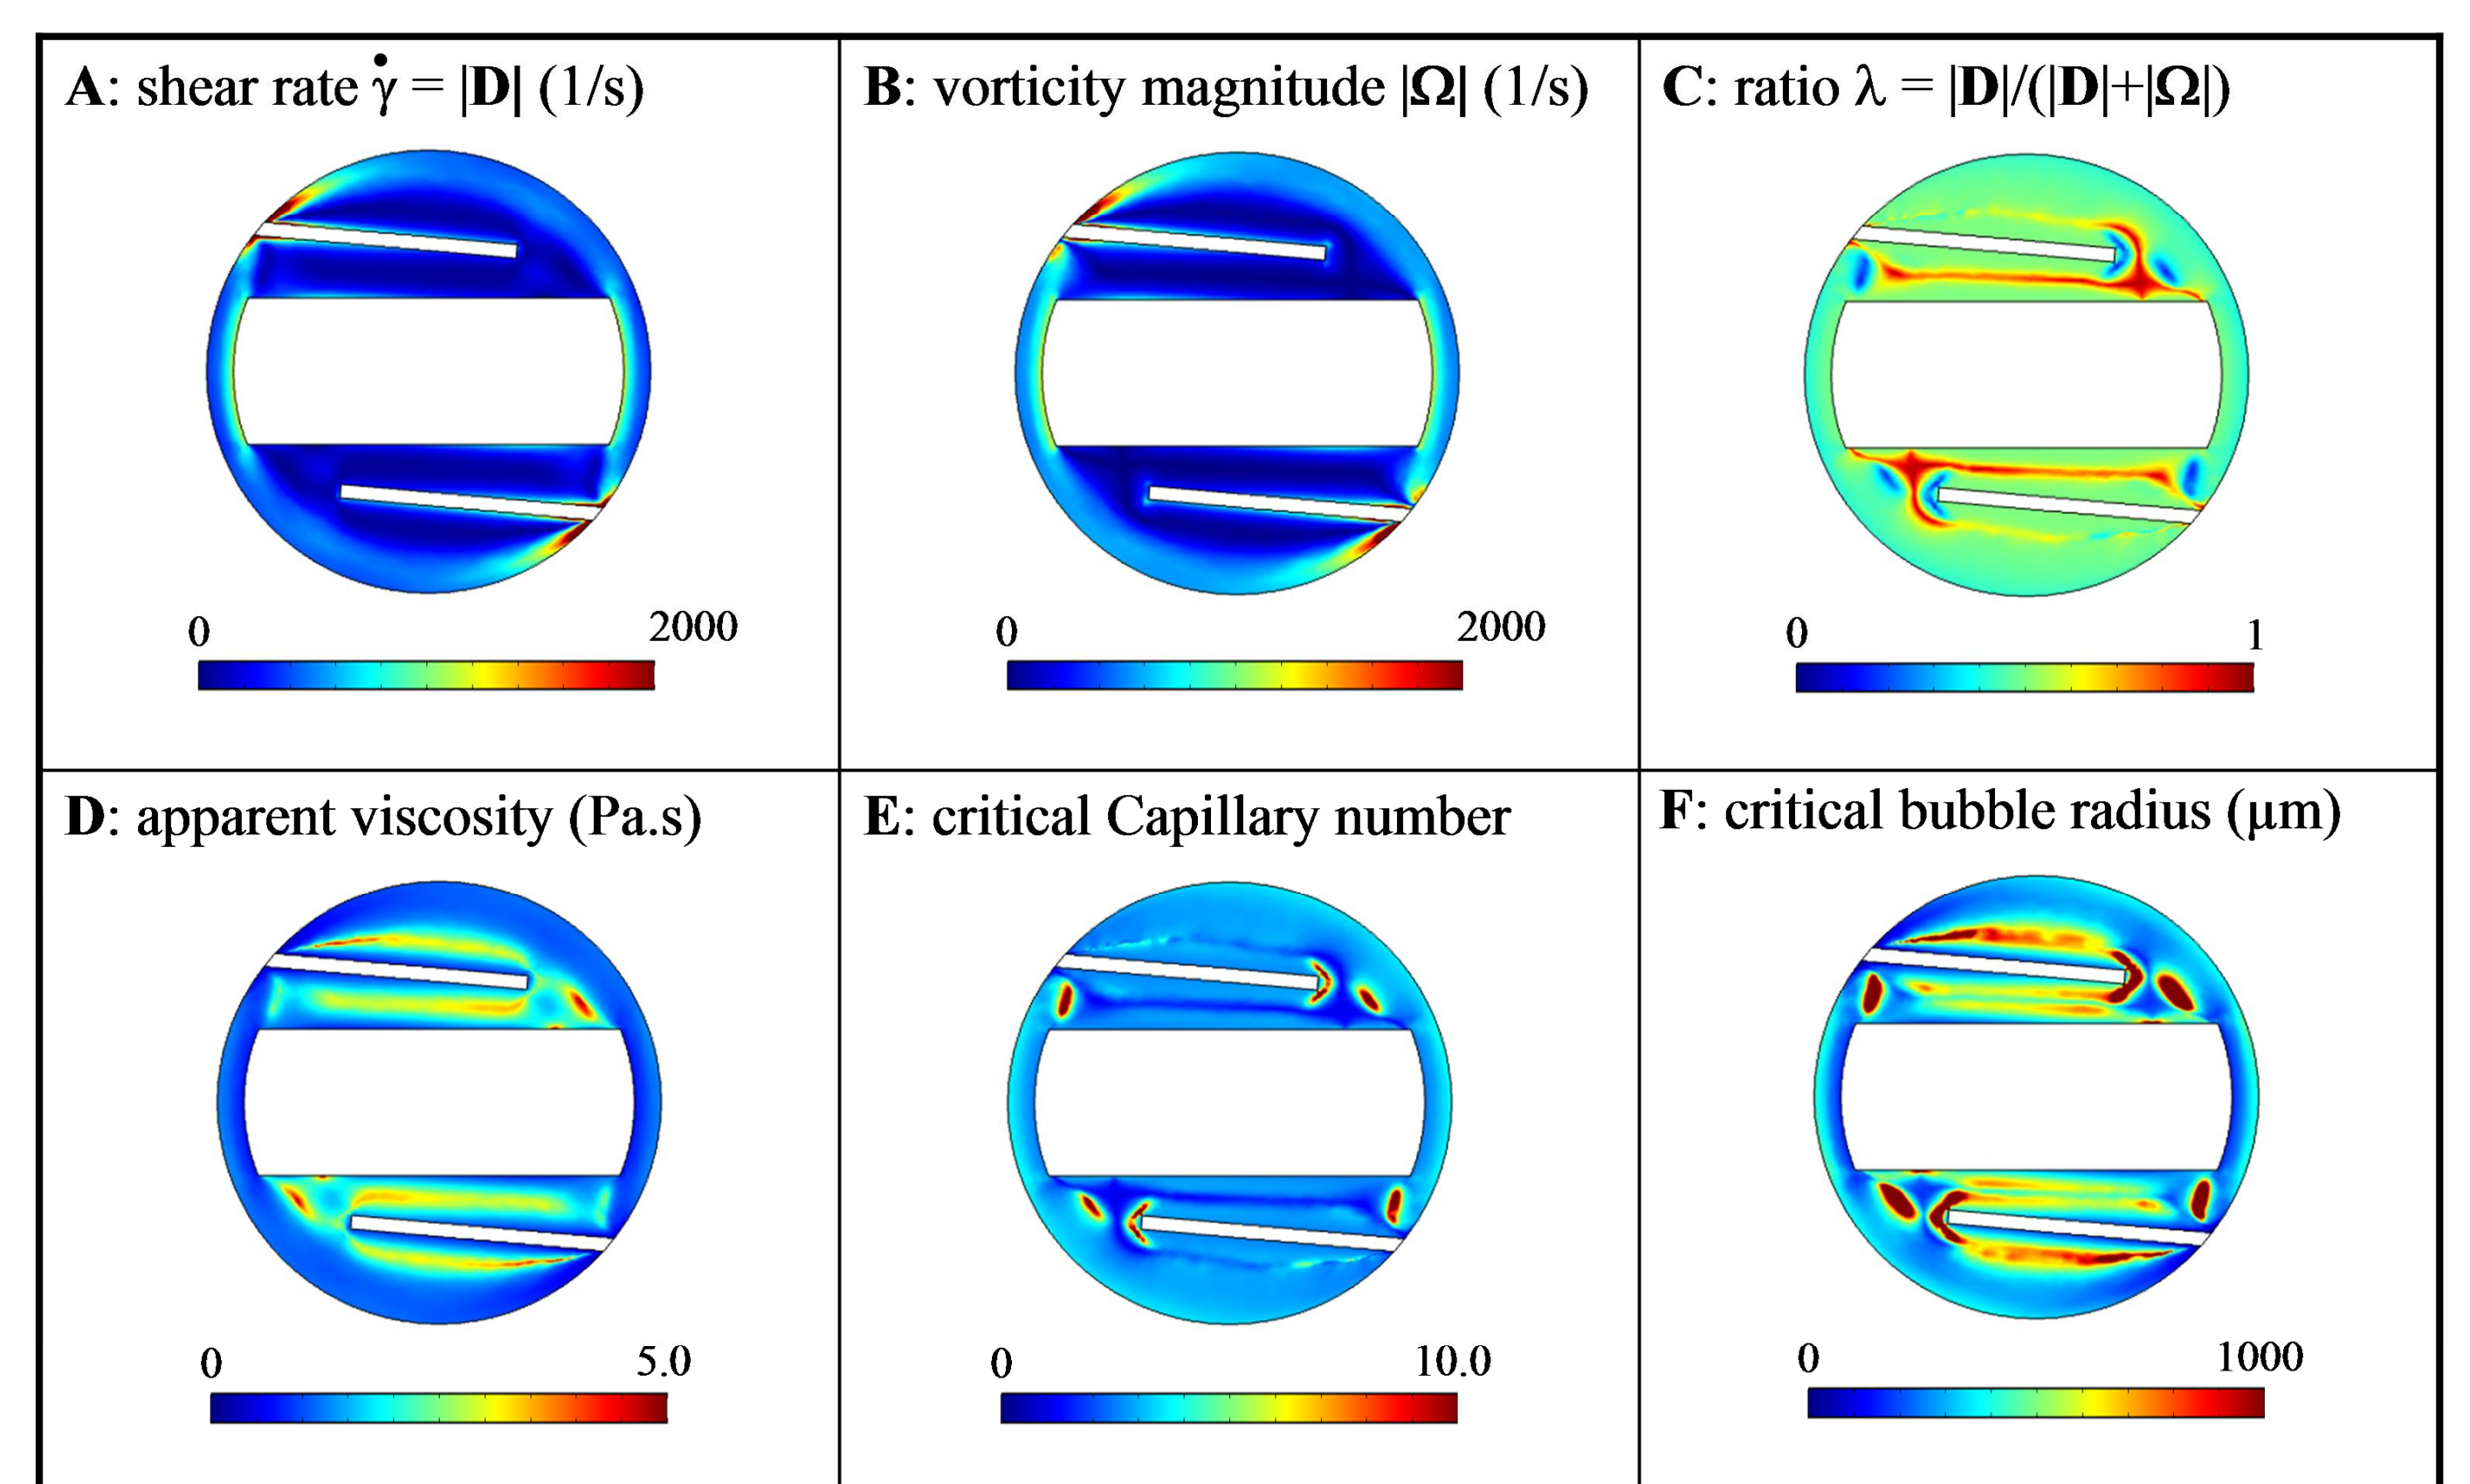 A: shear rate γ̇ = |D| (1/s)
B: vorticity magnitude |Ω| (1/s)
C: ratio λ = |D|/(|D|+|Ω|)
0 2000
0 2000
0 1
D: apparent viscosity (Pa.s)
E: critical Capillary number
F: critical bubble radius (μm)
0 5.0
0 10.0
0 1000